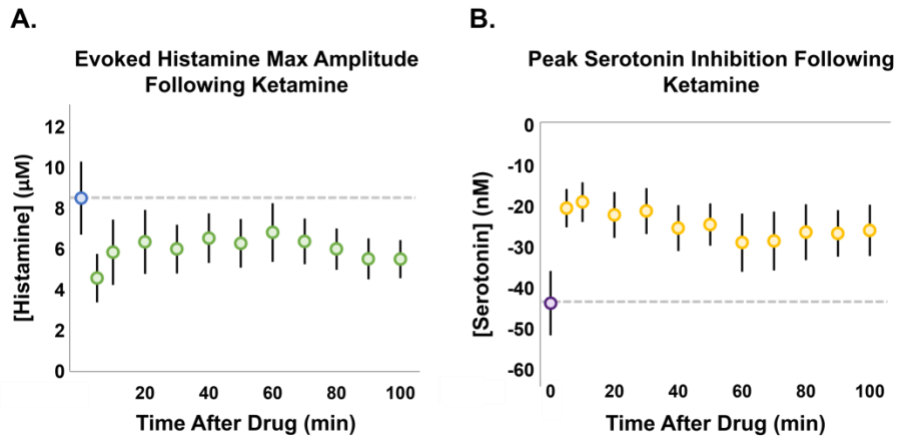 A.
Evoked Histamine Max Amplitude
Following Ketamine
[Histamine] (μM)
12
10
8
6
4
2
0
20 40 60 80 100
Time After Drug (min)
B.
Peak Serotonin Inhibition Following
Ketamine
[Serotonin] (nM)
0
-10
-20
-30
-40
-50
-60
0 20 40 60 80 100
Time After Drug (min)